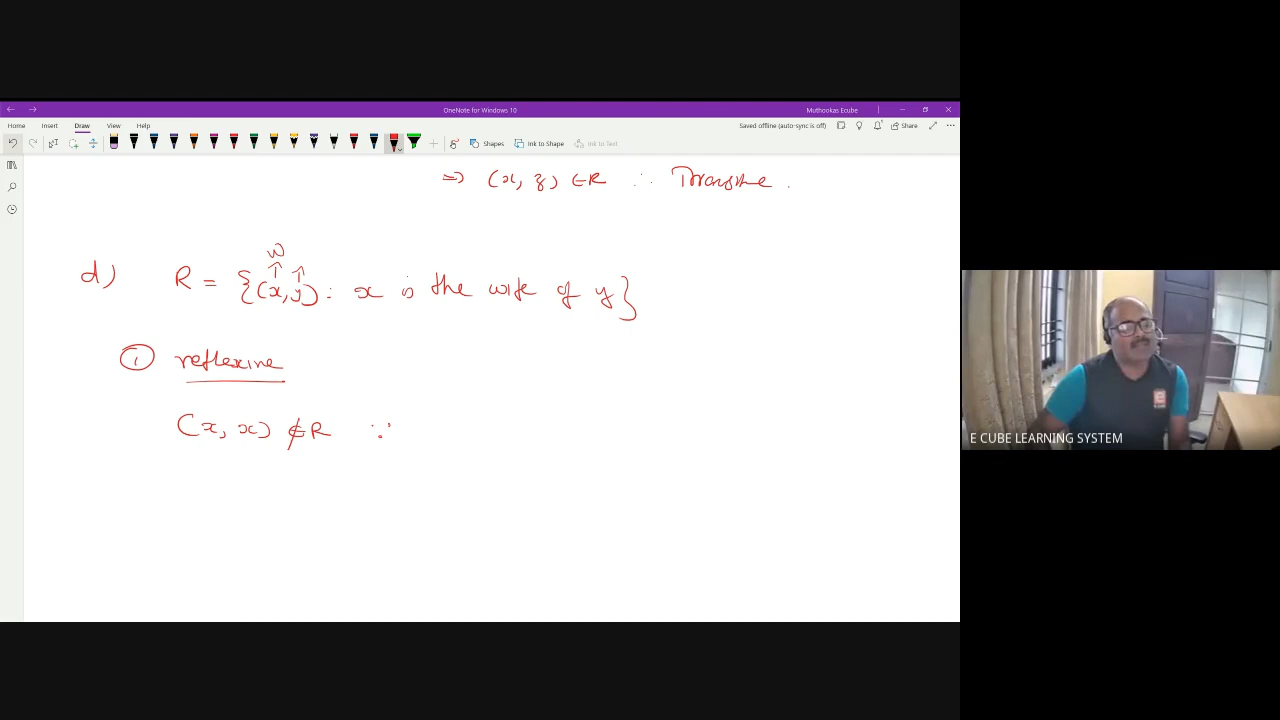 OneNote for Windows 10
Muthookas Ecube
Home Insert Draw View Help
Saved offline (auto-sync is off) Share
Shapes Ink to Shape Ink to Text
⇒ (x, z) ∈ R ∴ Transitive.
W
d) R = {(x, y) : x is the wife of y}
① reflexive
(x, x) ∉ R ∵
E CUBE LEARNING SYSTEM